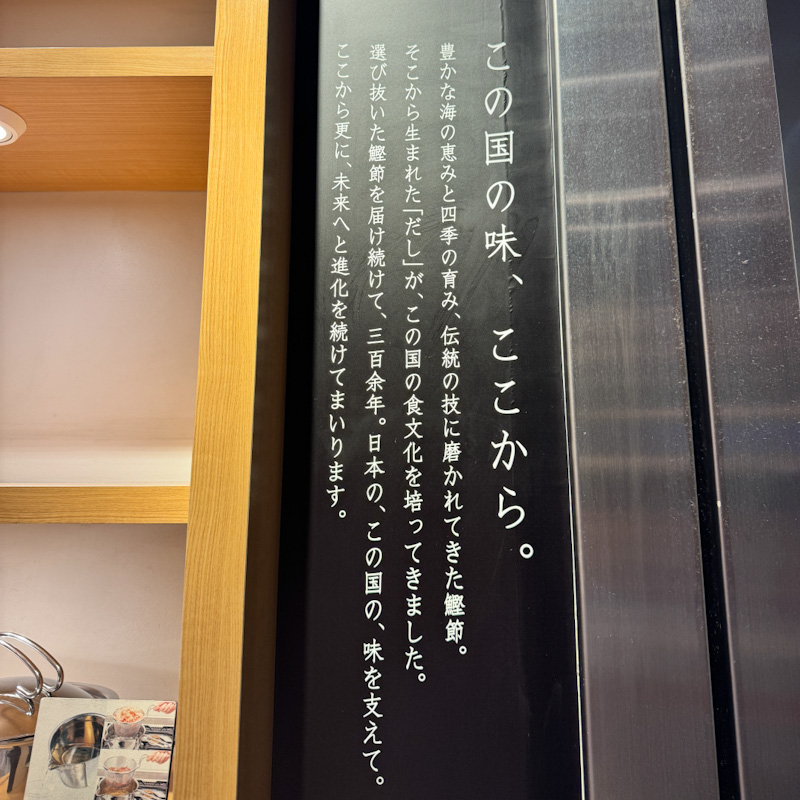 この国の味、ここから。
豊かな海の恵みと四季の育み、伝統の技に磨かれてきた鰹節。
そこから生まれた「だし」が、この国の食文化を培ってきました。
選び抜いた鰹節を届け続けて、三百余年。日本の、この国の、味を支えて。
ここから更に、未来へと進化を続けてまいります。